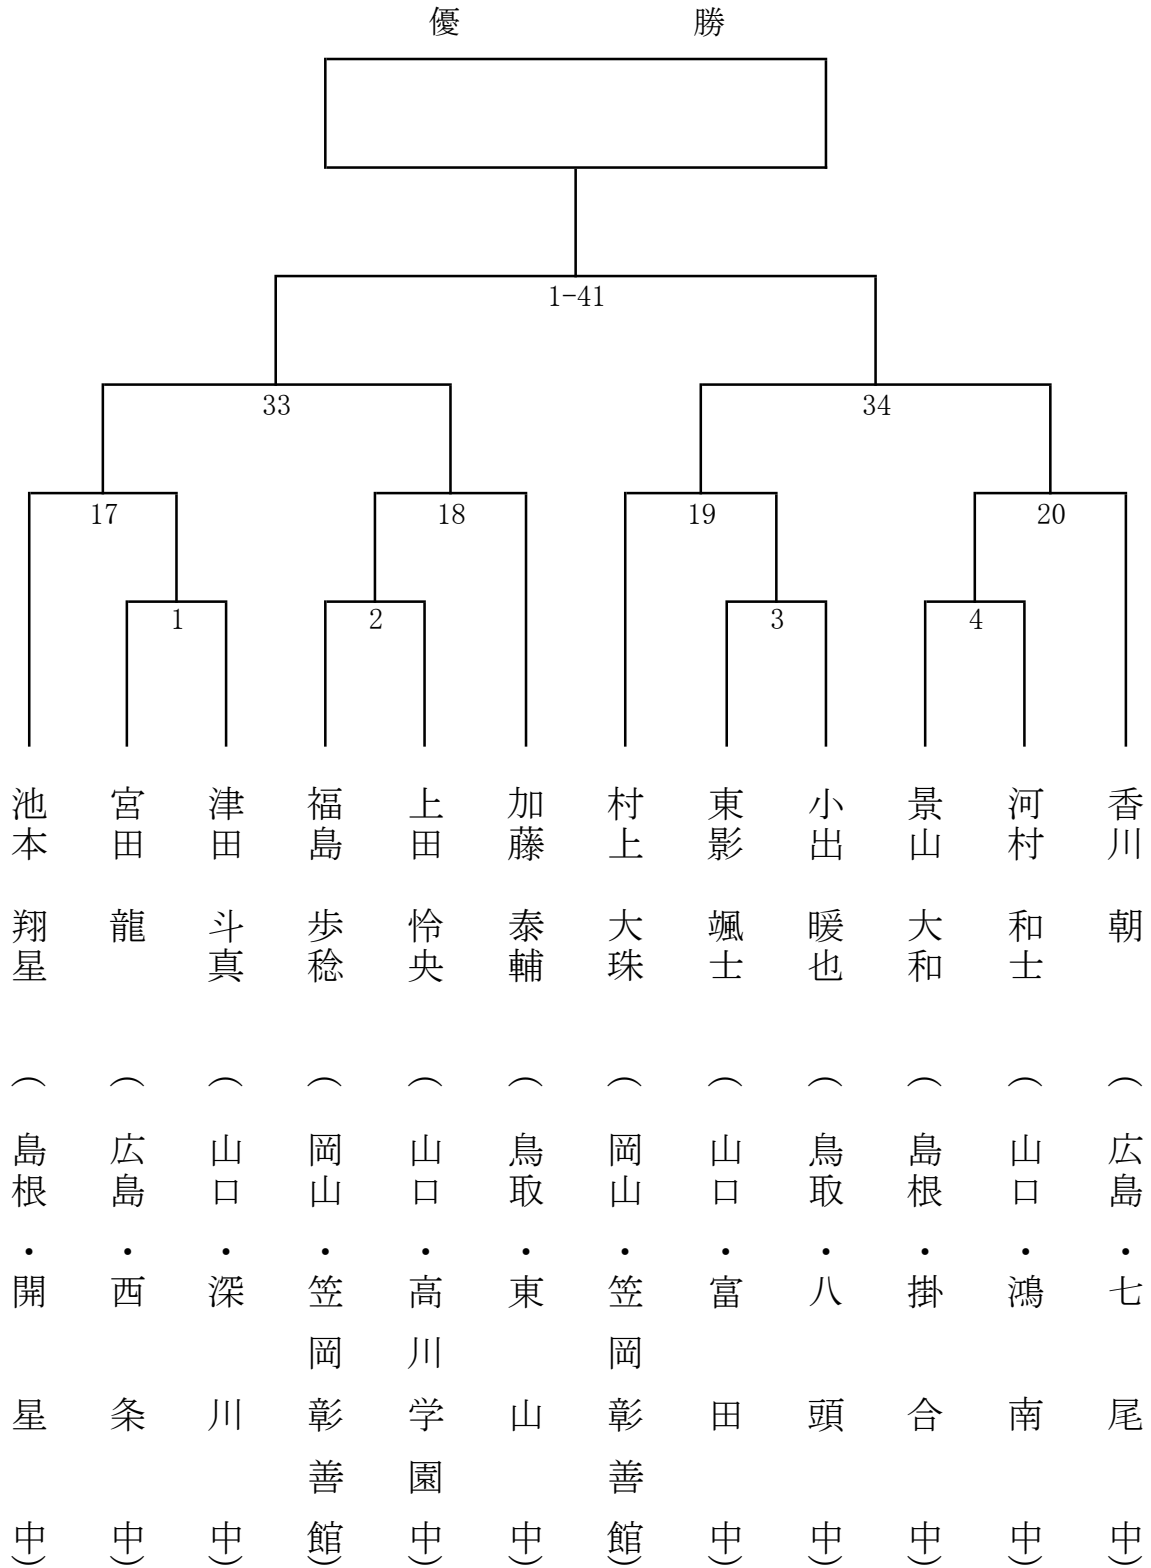 優 勝
1-41
33 34
17 18 19 20
1 2 3 4
池本 翔星 (島根・開星中)
宮田 龍 (広島・西条中)
津田 斗真 (山口・深川中)
福島 歩稔 (岡山・笠岡彰善館)
上田 怜央 (山口・高川学園中)
加藤 泰輔 (鳥取・東山中)
村上 大珠 (岡山・笠岡彰善館)
東影 颯士 (山口・富田中)
小出 暖也 (鳥取・八頭中)
景山 大和 (島根・掛合中)
河村 和士 (山口・鴻南中)
香川 朝 (広島・七尾中)